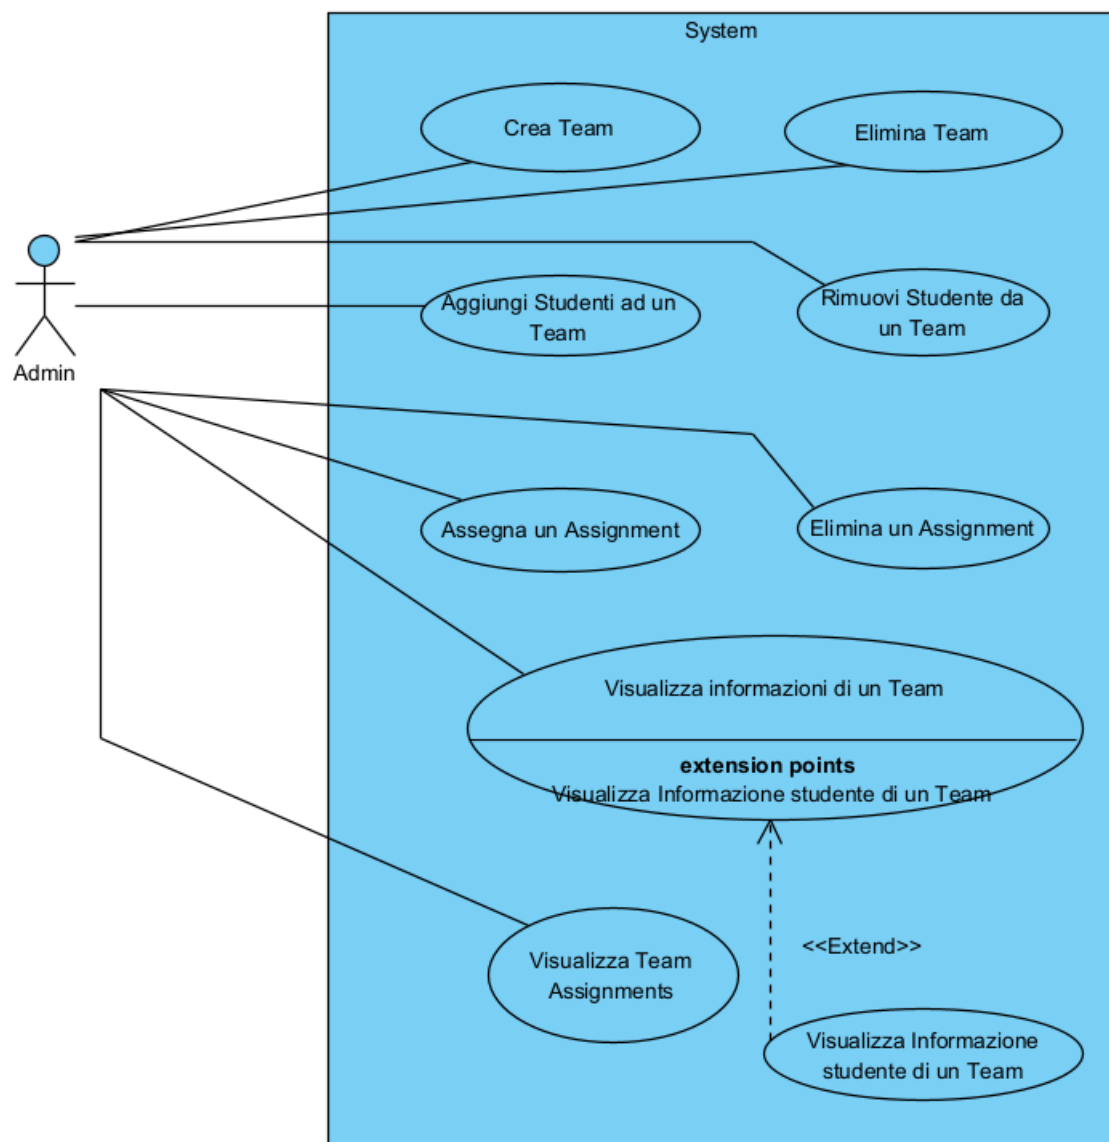 System
Crea Team
Elimina Team
Aggiungi Studenti ad un
Team
Rimuovi Studente da
un Team
Admin
Assegna un Assignment
Elimina un Assignment
Visualizza informazioni di un Team
extension points
Visualizza Informazione studente di un Team
<<Extend>>
Visualizza Team
Assignments
Visualizza Informazione
studente di un Team